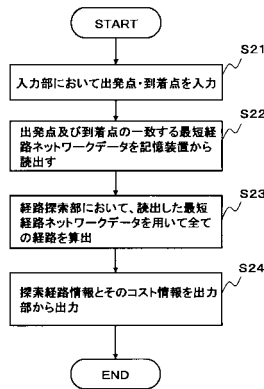 START
S21
入力部において出発点・到着点を入力
S22
出発点及び到着点の一致する最短経
路ネットワークデータを記憶装置から
読出す
S23
経路探索部において、読出した最短
経路ネットワークデータを用いて全て
の経路を算出
S24
探索経路情報とそのコスト情報を出力
部から出力
END